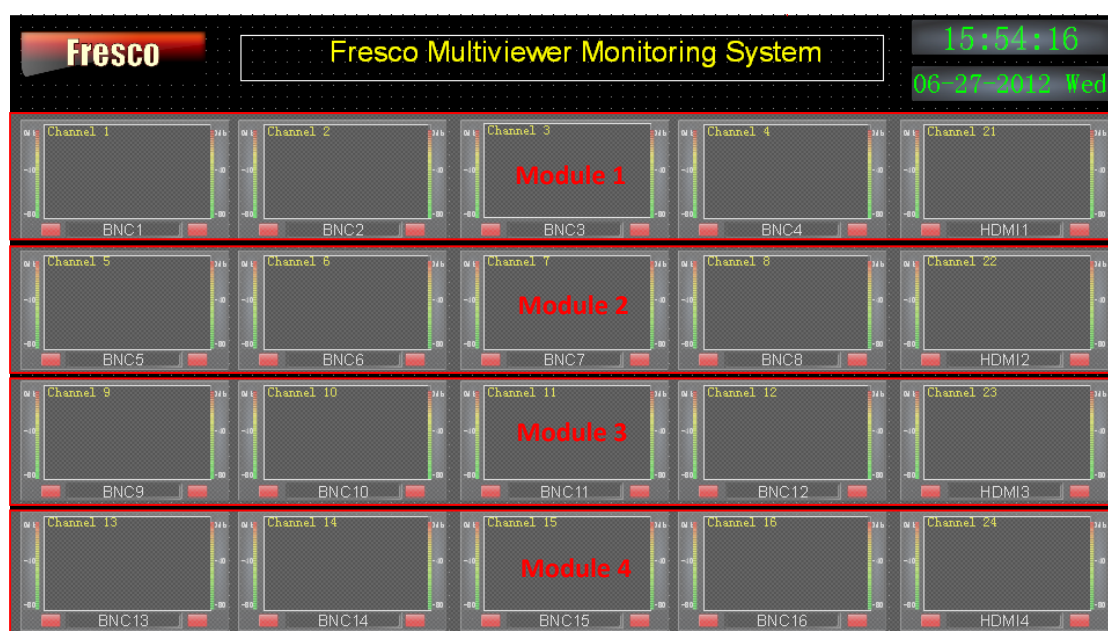 Fresco
Fresco Multiviewer Monitoring System
15:54:16
06-27-2012 Wed
Channel 1
Channel 2
Channel 3
Channel 4
Channel 21
Module 1
BNC1
BNC2
BNC3
BNC4
HDMI1
Channel 5
Channel 6
Channel 7
Channel 8
Channel 22
Module 2
BNC5
BNC6
BNC7
BNC8
HDMI2
Channel 9
Channel 10
Channel 11
Channel 12
Channel 23
Module 3
BNC9
BNC10
BNC11
BNC12
HDMI3
Channel 13
Channel 14
Channel 15
Channel 16
Channel 24
Module 4
BNC13
BNC14
BNC15
BNC16
HDMI4